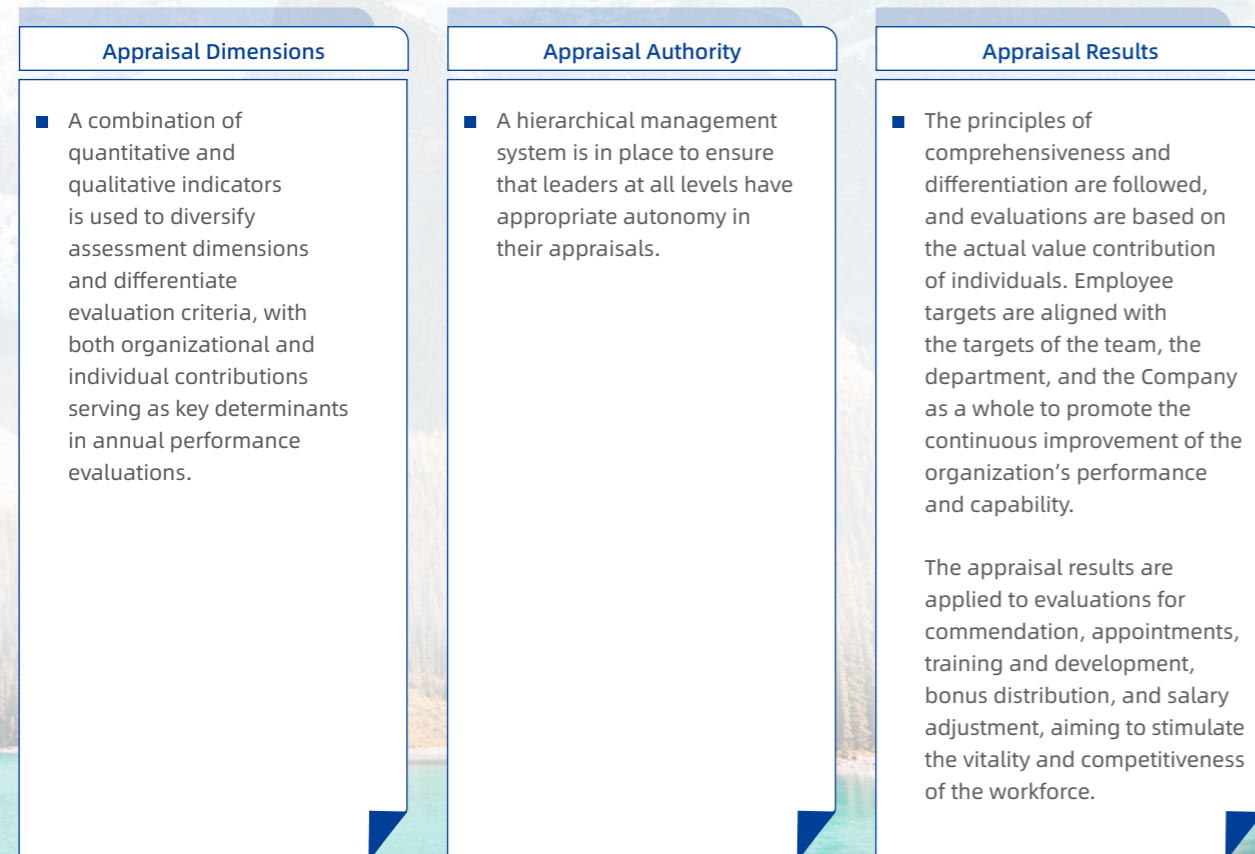 Appraisal Dimensions
A combination of
quantitative and
qualitative indicators
is used to diversify
assessment dimensions
and differentiate
evaluation criteria, with
both organizational and
individual contributions
serving as key determinants
in annual performance
evaluations.
Appraisal Authority
A hierarchical management
system is in place to ensure
that leaders at all levels have
appropriate autonomy in
their appraisals.
Appraisal Results
The principles of
comprehensiveness and
differentiation are followed,
and evaluations are based on
the actual value contribution
of individuals. Employee
targets are aligned with
the targets of the team, the
department, and the Company
as a whole to promote the
continuous improvement of the
organization’s performance
and capability.
The appraisal results are
applied to evaluations for
commendation, appointments,
training and development,
bonus distribution, and salary
adjustment, aiming to stimulate
the vitality and competitiveness
of the workforce.